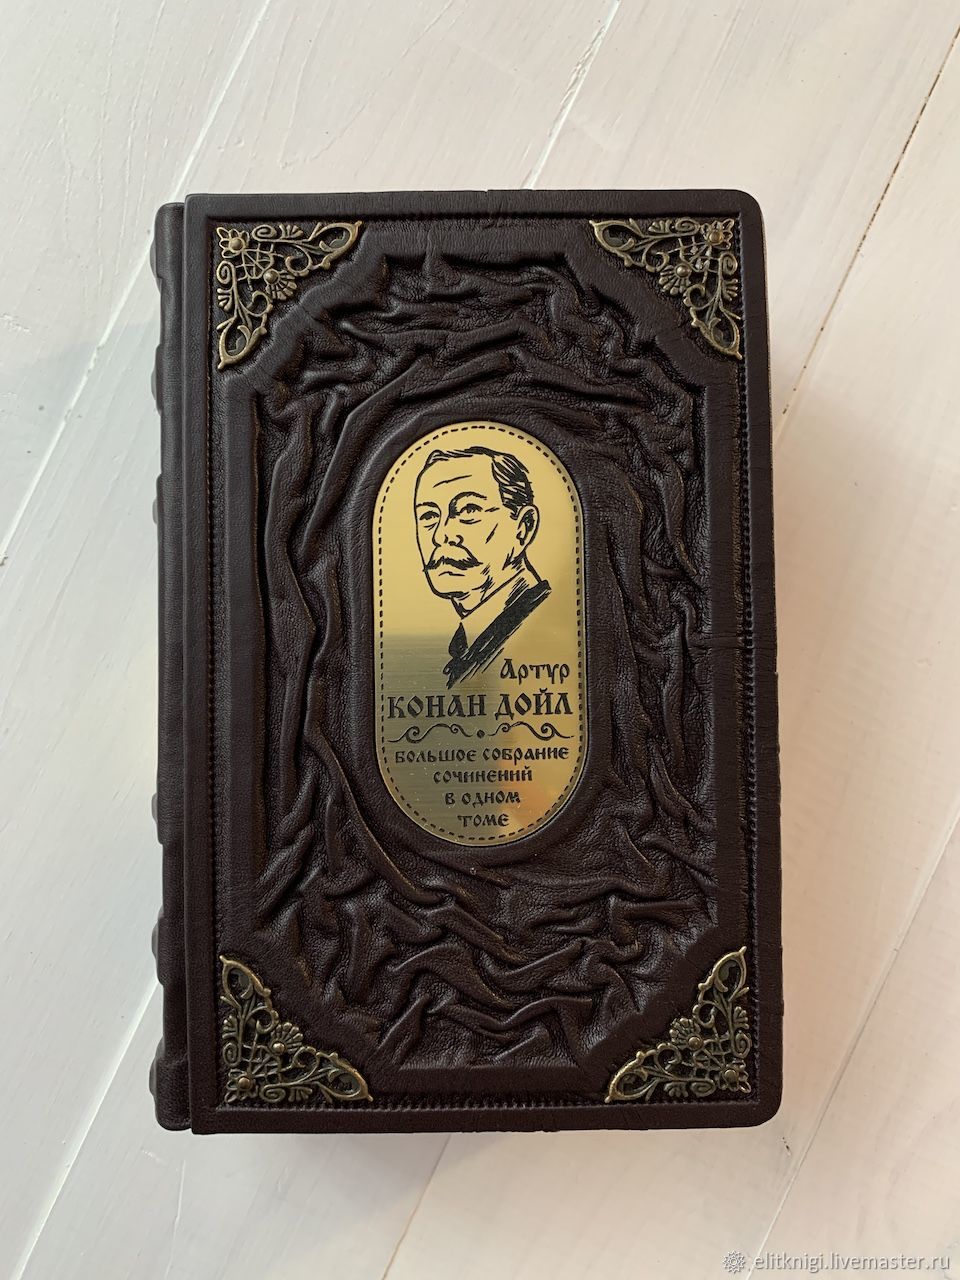 Артур
КОНАН ДОЙЛ
БОЛЬШОЕ СОБРАНИЕ
СОЧИНЕНИЙ
В ОДНОМ
ТОМЕ
elitknigi.livemaster.ru